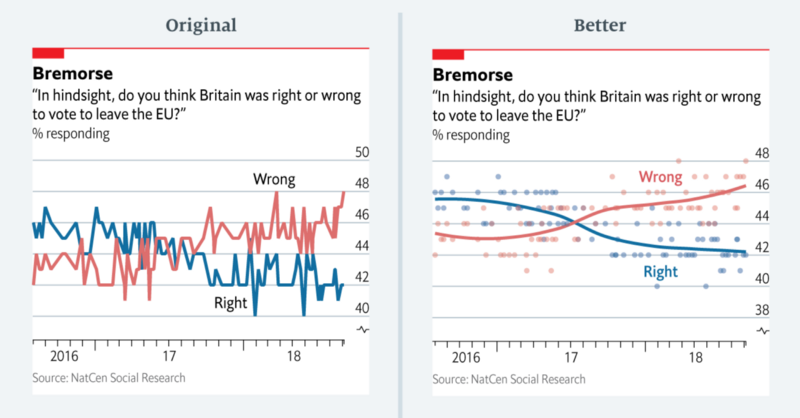 Original
Bremorse
“In hindsight, do you think Britain was right or wrong
to vote to leave the EU?”
% responding
50
Wrong
48
46
44
42
Right
40
2016
17
18
Source: NatCen Social Research
Better
Bremorse
“In hindsight, do you think Britain was right or wrong
to vote to leave the EU?”
% responding
48
Wrong
46
44
42
Right
40
38
2016
17
18
Source: NatCen Social Research